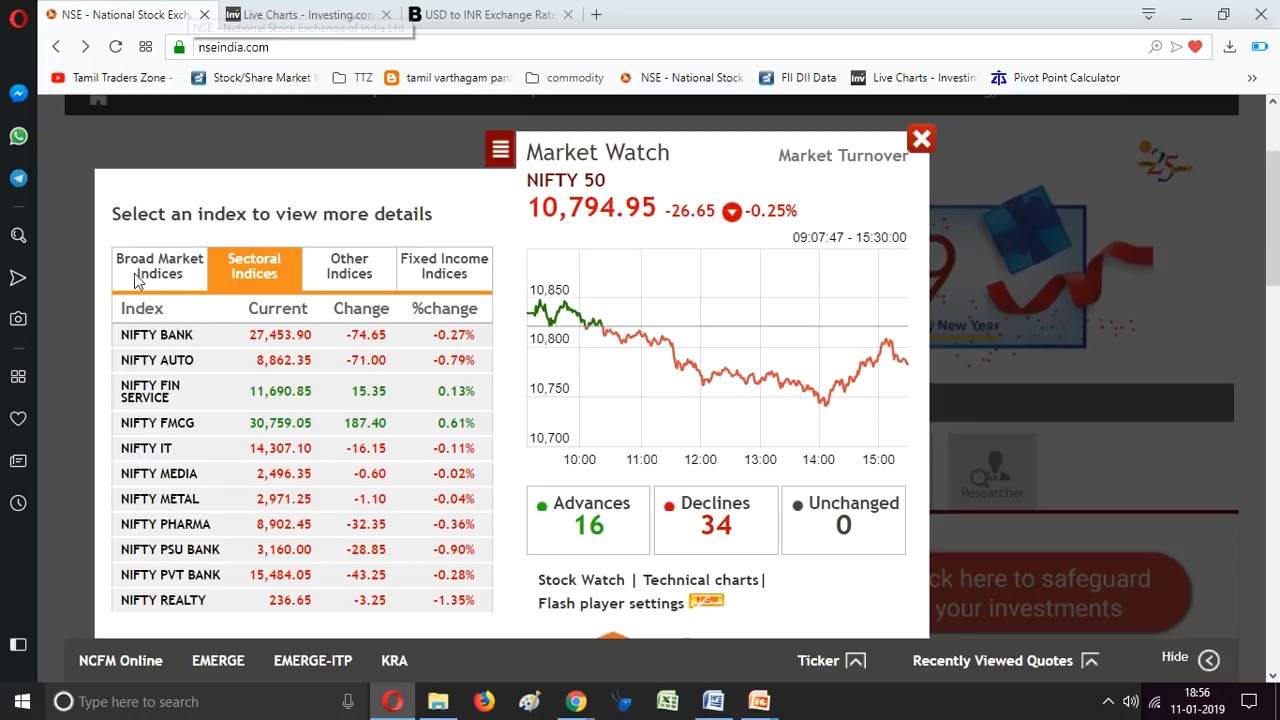 NSE - National Stock Exch
Live Charts - Investing.con
USD to INR Exchange Rate
NSE - National Stock Exchange of India Ltd.
nseindia.com
Tamil Traders Zone -
Stock/Share Market
TTZ
tamil varthagam pan
commodity
NSE - National Stock
FII DII Data
Live Charts - Investin
Pivot Point Calculator
Market Watch
Market Turnover
NIFTY 50
10,794.95 -26.65 -0.25%
09:07:47 - 15:30:00
Select an index to view more details
Broad Market Indices
Sectoral Indices
Other Indices
Fixed Income Indices
Index Current Change %change
NIFTY BANK 27,453.90 -74.65 -0.27%
NIFTY AUTO 8,862.35 -71.00 -0.79%
NIFTY FIN SERVICE 11,690.85 15.35 0.13%
NIFTY FMCG 30,759.05 187.40 0.61%
NIFTY IT 14,307.10 -16.15 -0.11%
NIFTY MEDIA 2,496.35 -0.60 -0.02%
NIFTY METAL 2,971.25 -1.10 -0.04%
NIFTY PHARMA 8,902.45 -32.35 -0.36%
NIFTY PSU BANK 3,160.00 -28.85 -0.90%
NIFTY PVT BANK 15,484.05 -43.25 -0.28%
NIFTY REALTY 236.65 -3.25 -1.35%
10,850
10,800
10,750
10,700
10:00 11:00 12:00 13:00 14:00 15:00
Advances
16
Declines
34
Unchanged
0
Stock Watch | Technical charts|
Flash player settings NEW
25
New Year
Researcher
ck here to safeguard
your investments
NCFM Online EMERGE EMERGE-ITP KRA
Ticker
Recently Viewed Quotes
Hide
Type here to search
18:56
11-01-2019